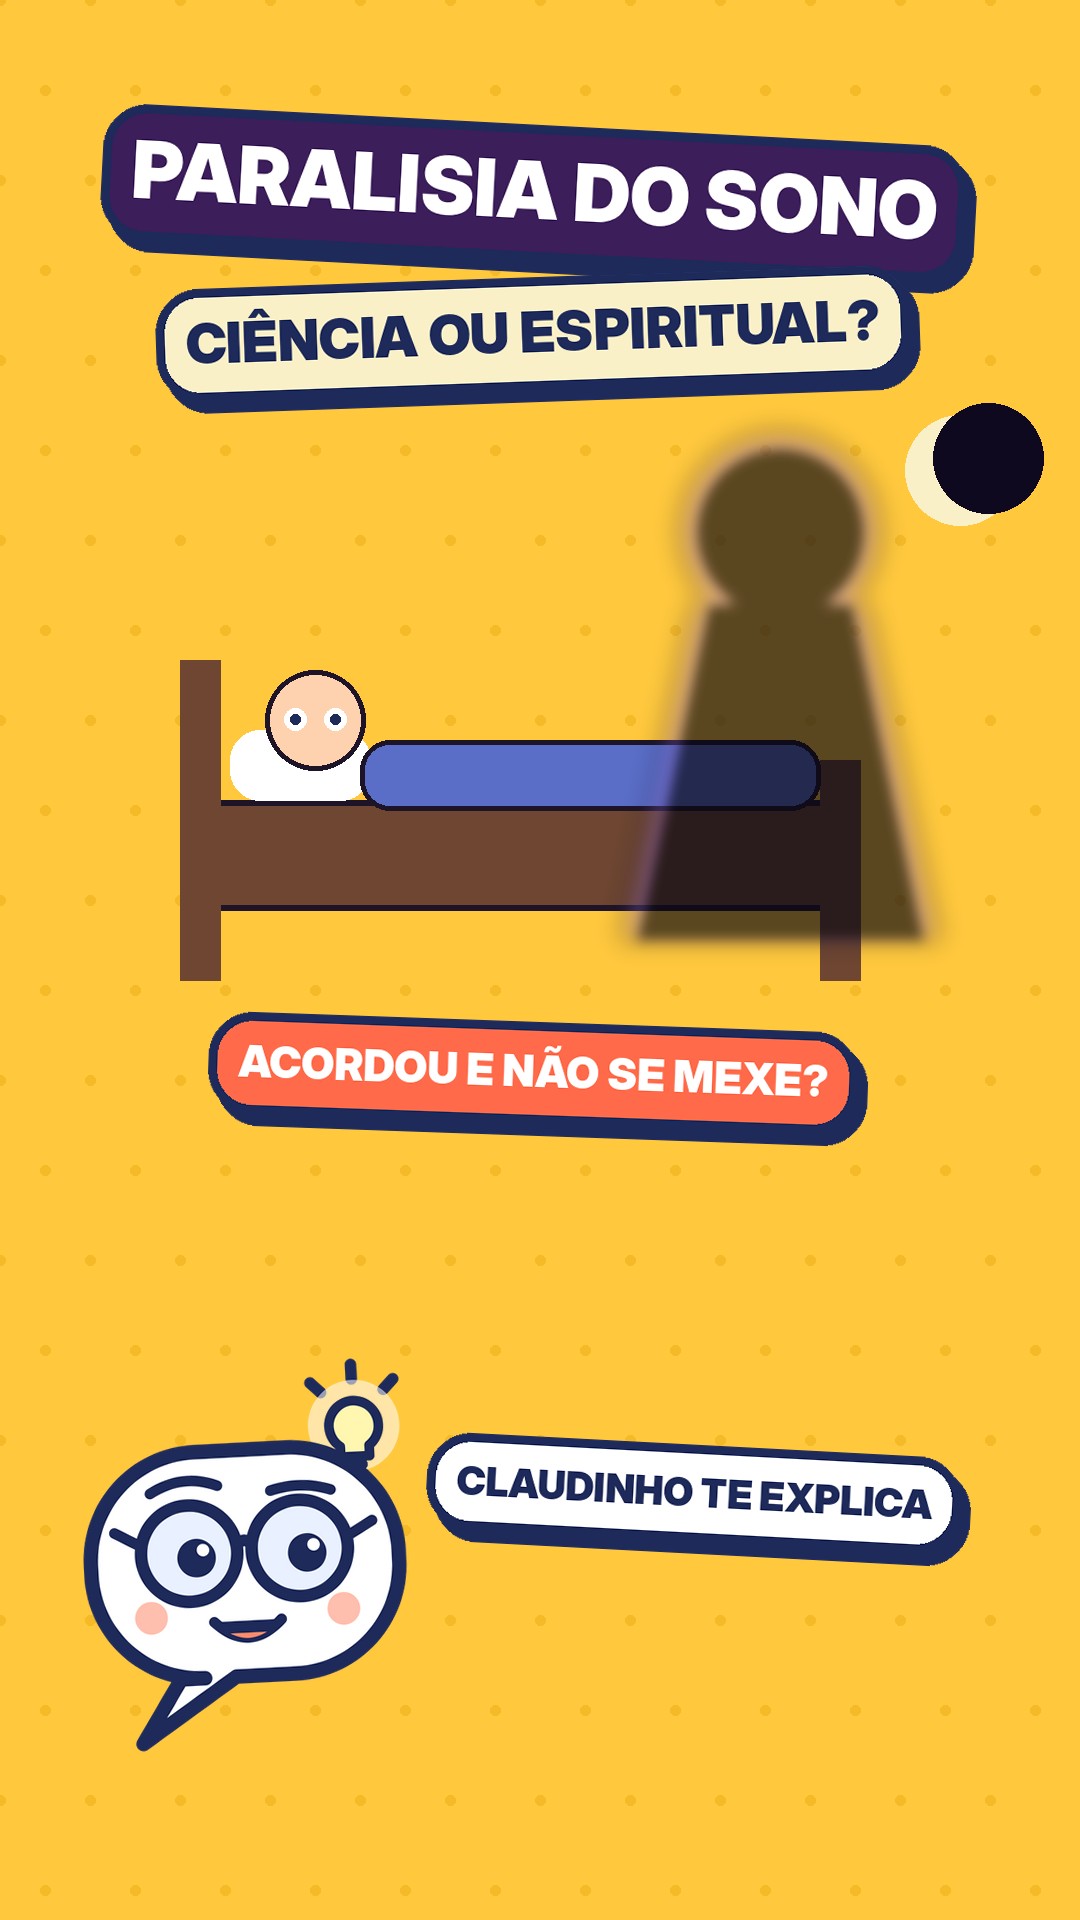 PARALISIA DO SONO
CIÊNCIA OU ESPIRITUAL?
ACORDOU E NÃO SE MEXE?
CLAUDINHO TE EXPLICA